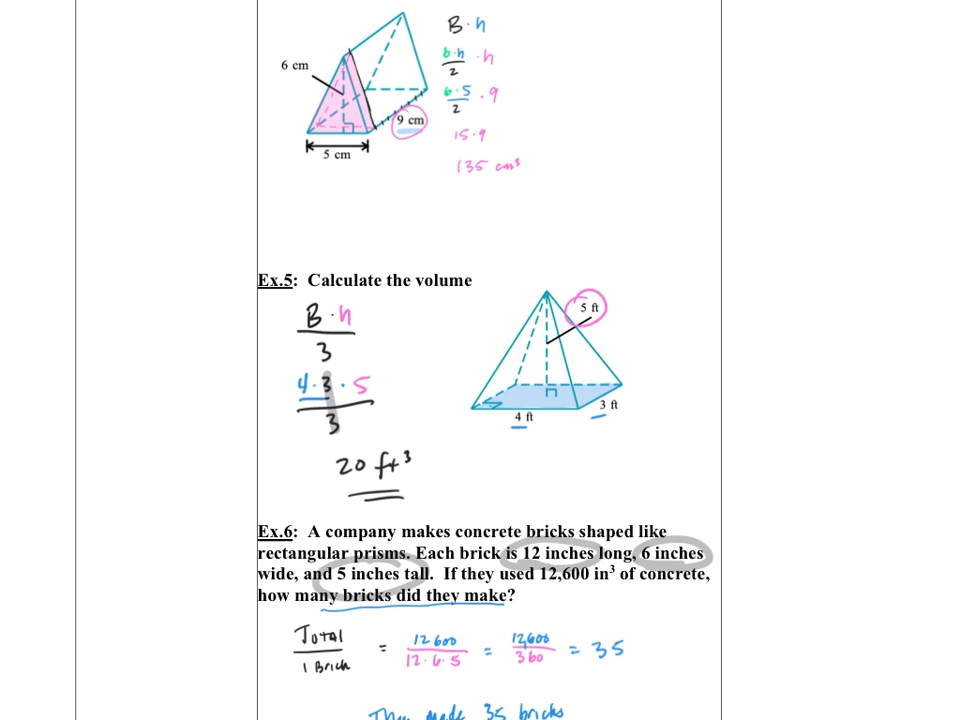 B · h
6 cm
b·h/2 · h
6·5/2 · 9
9 cm
15·9
5 cm
135 cm³
Ex.5: Calculate the volume
B · h
3
5 ft
4·3 · 5
3
3 ft
4 ft
20 ft³
Ex.6: A company makes concrete bricks shaped like
rectangular prisms. Each brick is 12 inches long, 6 inches
wide, and 5 inches tall. If they used 12,600 in³ of concrete,
how many bricks did they make?
Total/1 Brick = 12600/12·6·5 = 12,600/360 = 35
They made 35 bricks